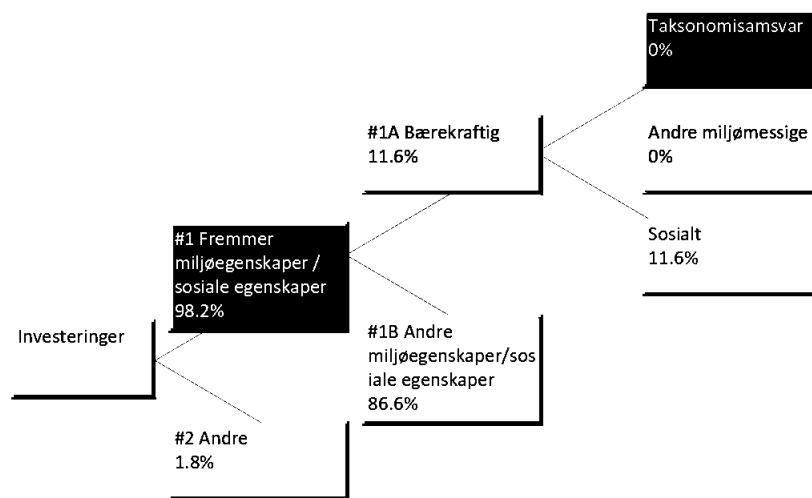 Investeringer
#1 Fremmer
miljøegenskaper /
sosiale egenskaper
98.2%
#2 Andre
1.8%
#1A Bærekraftig
11.6%
#1B Andre
miljøegenskaper/sos
iale egenskaper
86.6%
Taksonomisamsvar
0%
Andre miljømessige
0%
Sosialt
11.6%